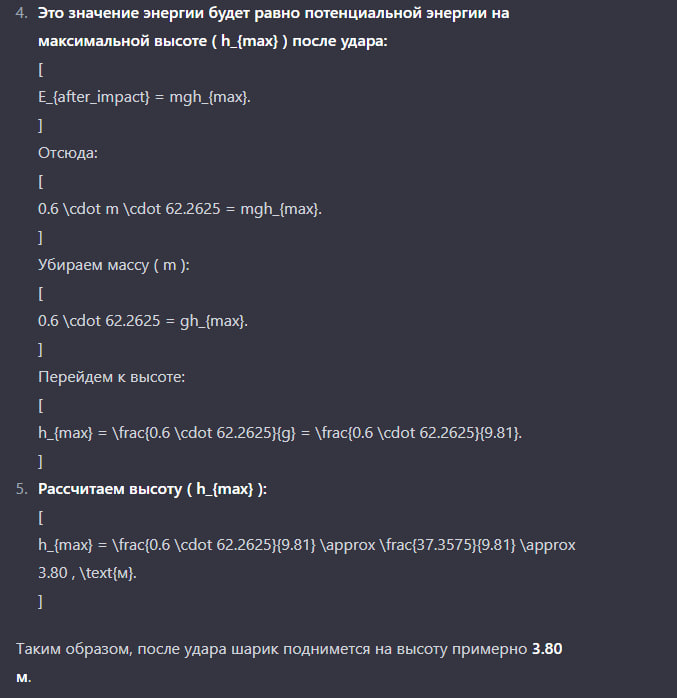 4. Это значение энергии будет равно потенциальной энергии на
максимальной высоте ( h_{max} ) после удара:
[
E_{after_impact} = mgh_{max}.
]
Отсюда:
[
0.6 \cdot m \cdot 62.2625 = mgh_{max}.
]
Убираем массу ( m ):
[
0.6 \cdot 62.2625 = gh_{max}.
]
Перейдем к высоте:
[
h_{max} = \frac{0.6 \cdot 62.2625}{g} = \frac{0.6 \cdot 62.2625}{9.81}.
]
5. Рассчитаем высоту ( h_{max} ):
[
h_{max} = \frac{0.6 \cdot 62.2625}{9.81} \approx \frac{37.3575}{9.81} \approx
3.80 , \text{м}.
]
Таким образом, после удара шарик поднимется на высоту примерно 3.80
м.